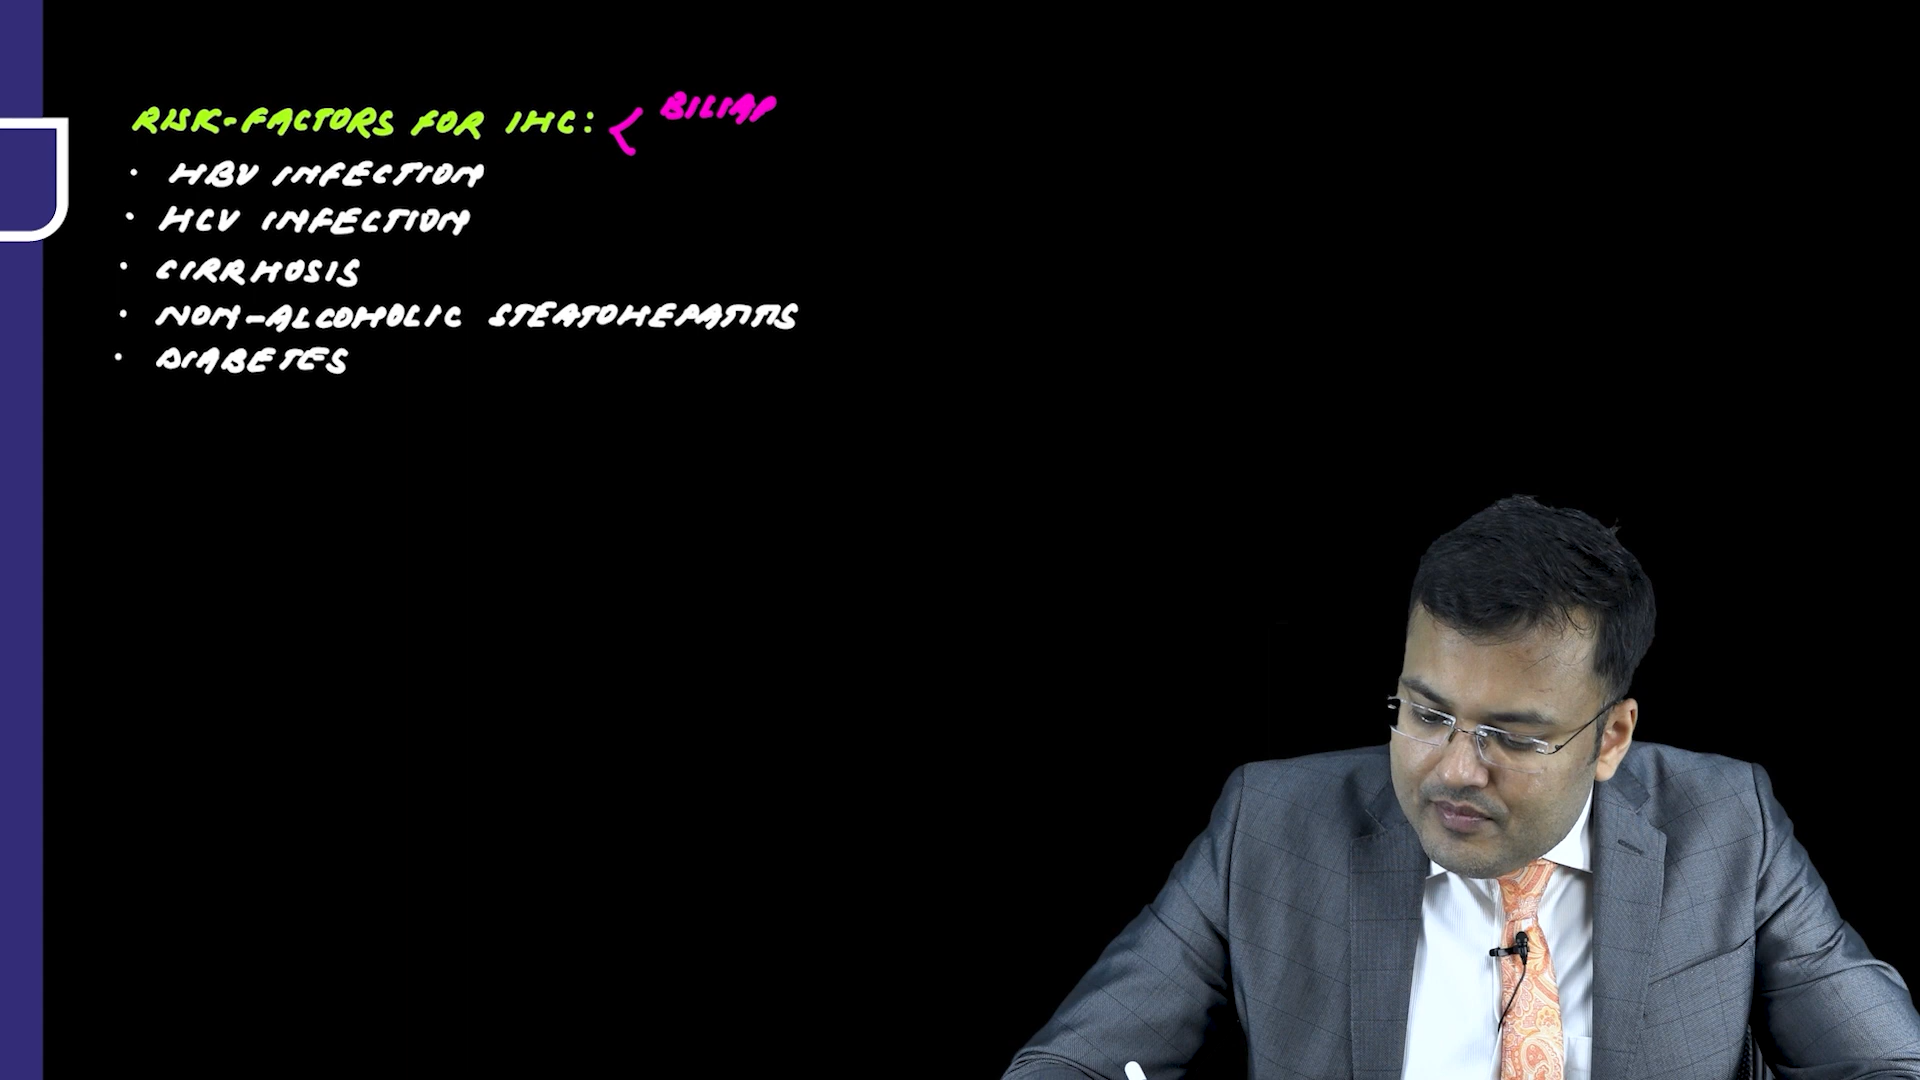 RISK-FACTORS FOR IHC: < BILIAP
• HBV INFECTION
• HCV INFECTION
• CIRRHOSIS
• NON-ALCOHOLIC STEATOHEPATITIS
• DIABETES